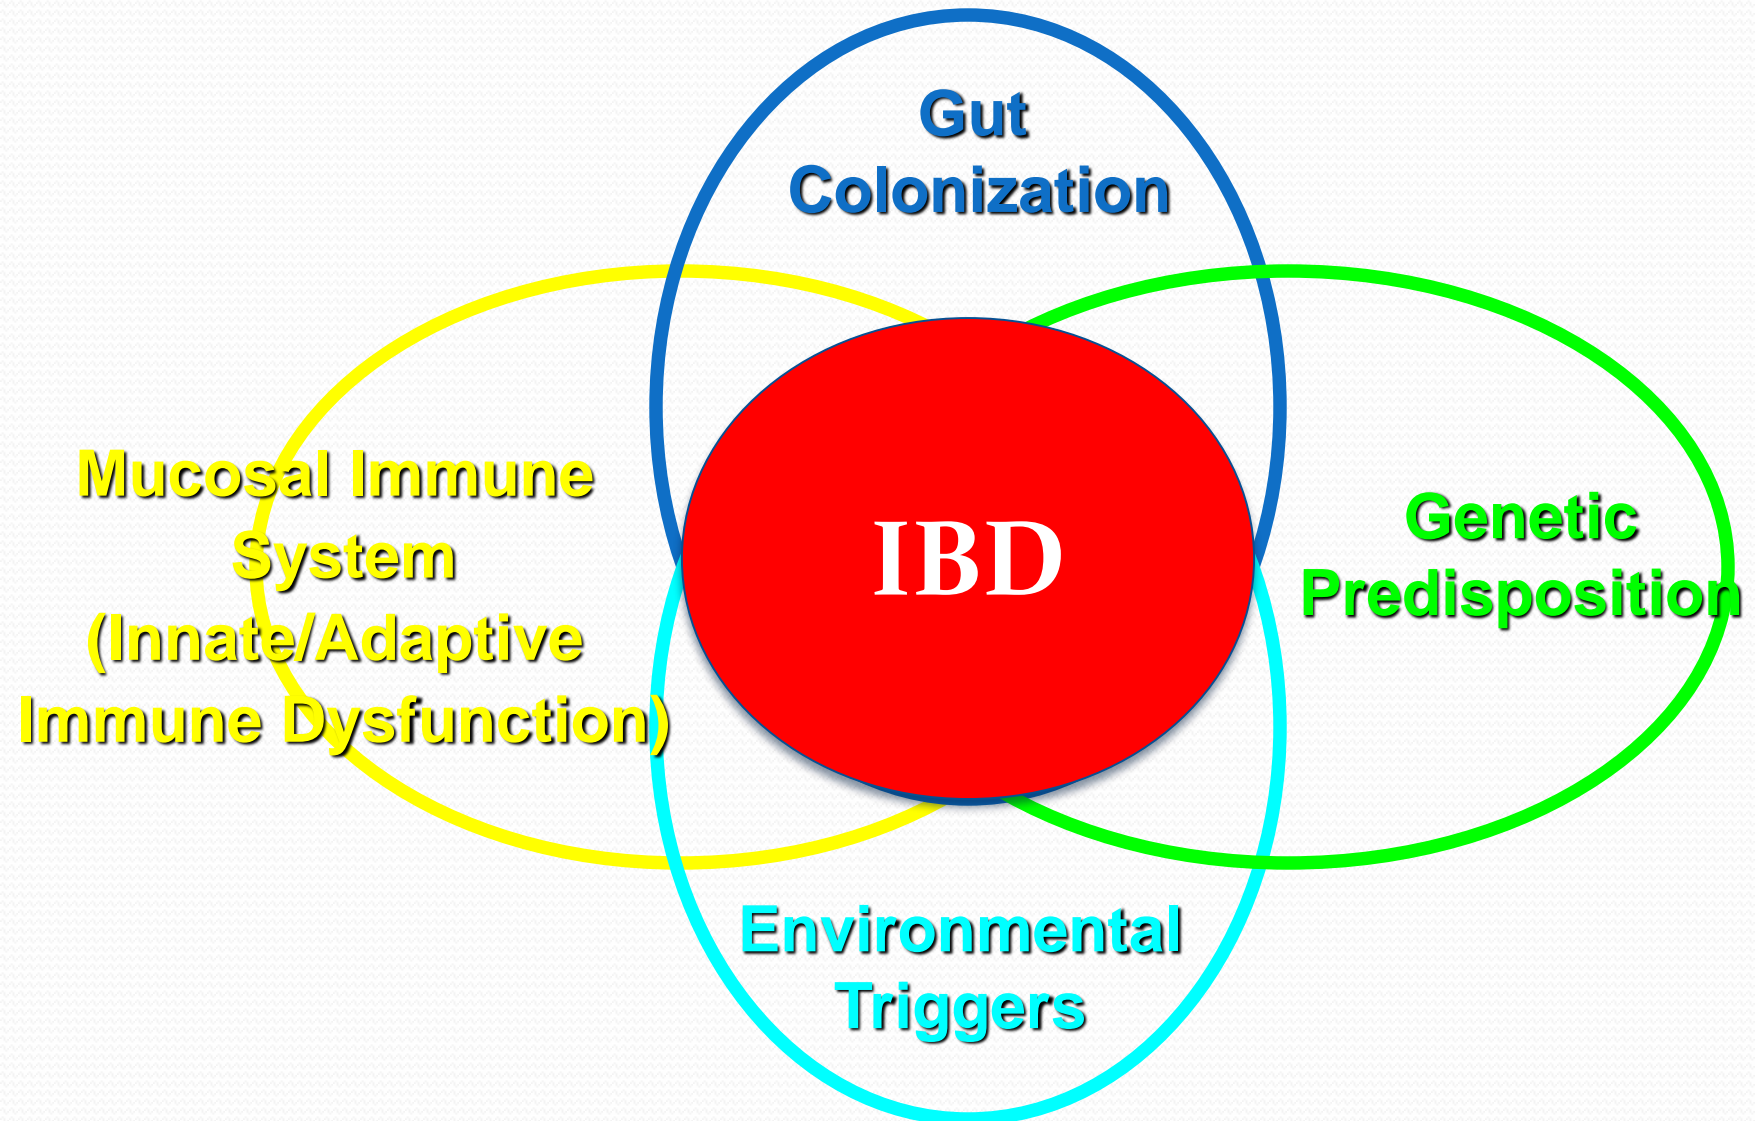 Gut
Colonization
Mucosal Immune
System
(Innate/Adaptive
Immune Dysfunction)
IBD
Genetic
Predisposition
Environmental
Triggers